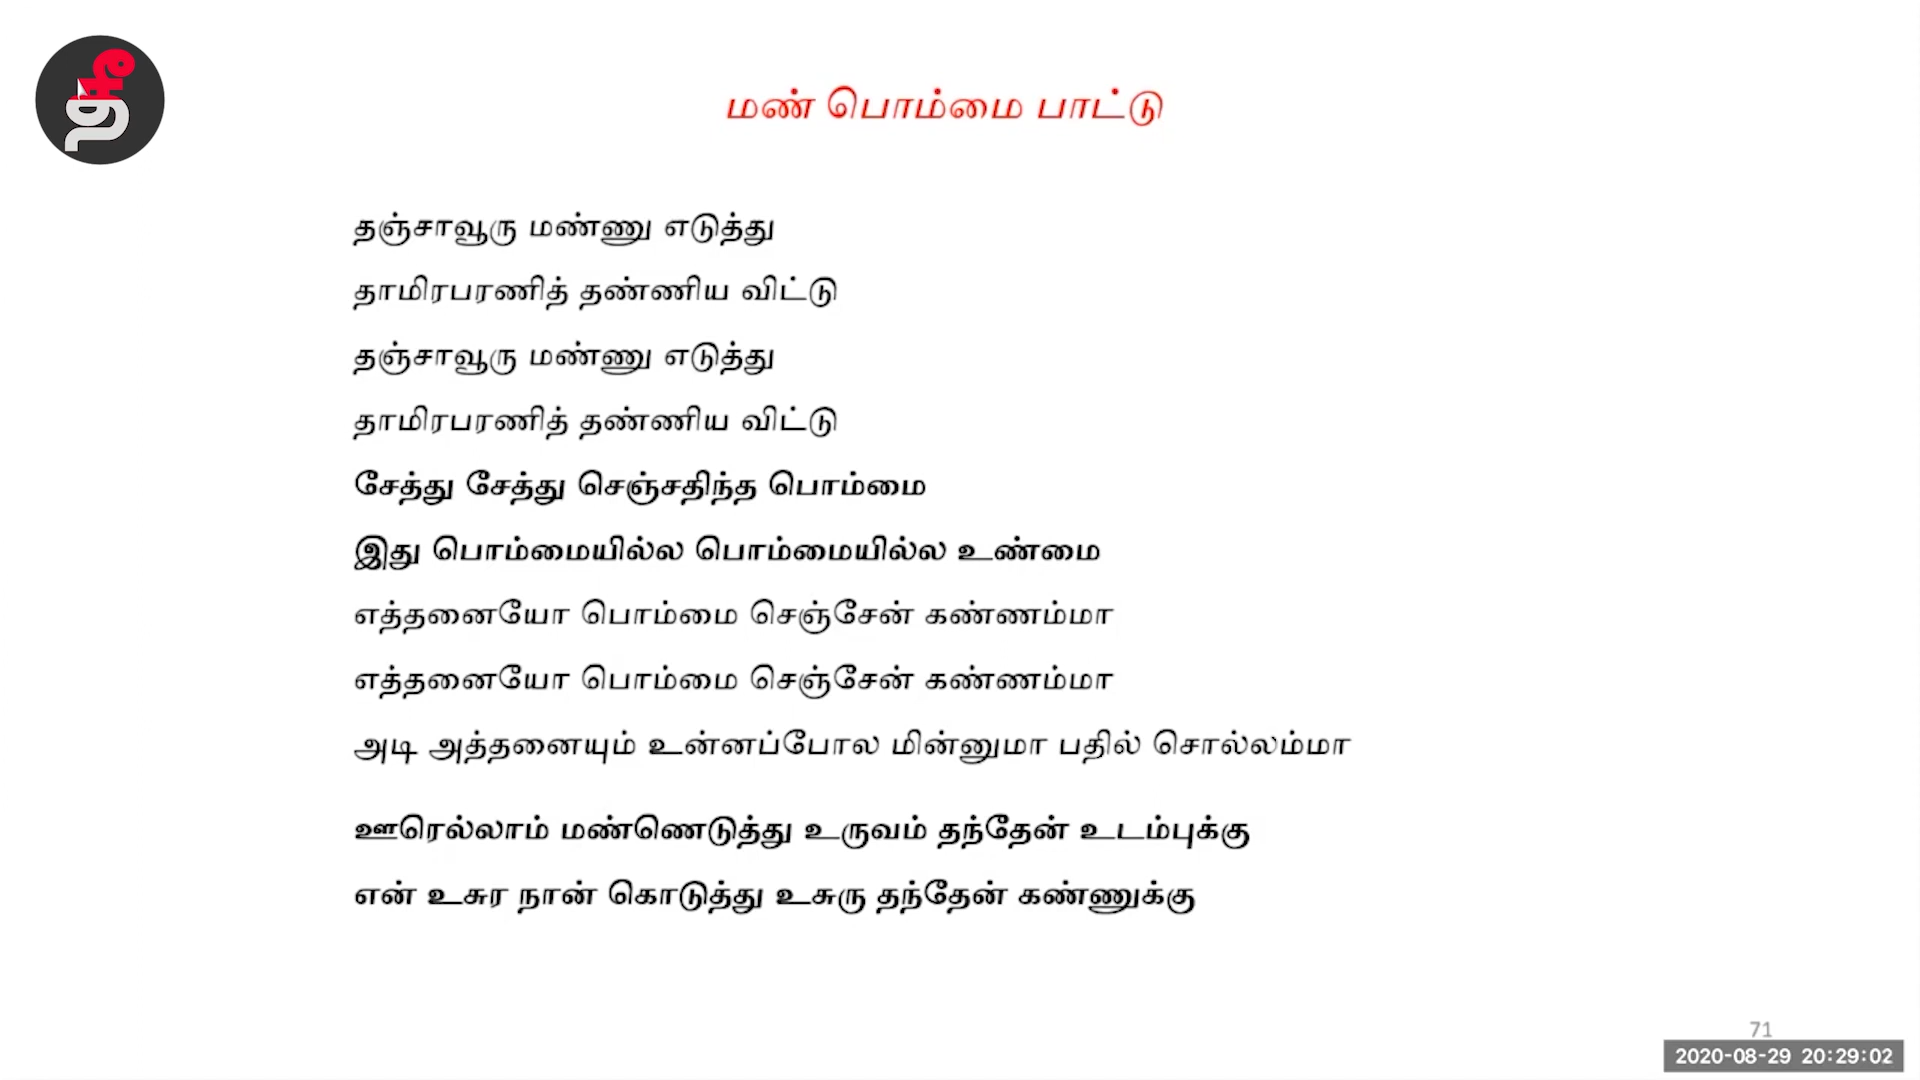 மண் பொம்மை பாட்டு
தஞ்சாவூரு மண்ணு எடுத்து
தாமிரபரணித் தண்ணிய விட்டு
தஞ்சாவூரு மண்ணு எடுத்து
தாமிரபரணித் தண்ணிய விட்டு
சேத்து சேத்து செஞ்சதிந்த பொம்மை
இது பொம்மையில்ல பொம்மையில்ல உண்மை
எத்தனையோ பொம்மை செஞ்சேன் கண்ணம்மா
எத்தனையோ பொம்மை செஞ்சேன் கண்ணம்மா
அடி அத்தனையும் உன்னப்போல மின்னுமா பதில் சொல்லம்மா
ஊரெல்லாம் மண்ணெடுத்து உருவம் தந்தேன் உடம்புக்கு
என் உசுர நான் கொடுத்து உசுரு தந்தேன் கண்ணுக்கு
71
2020-08-29 20:29:02